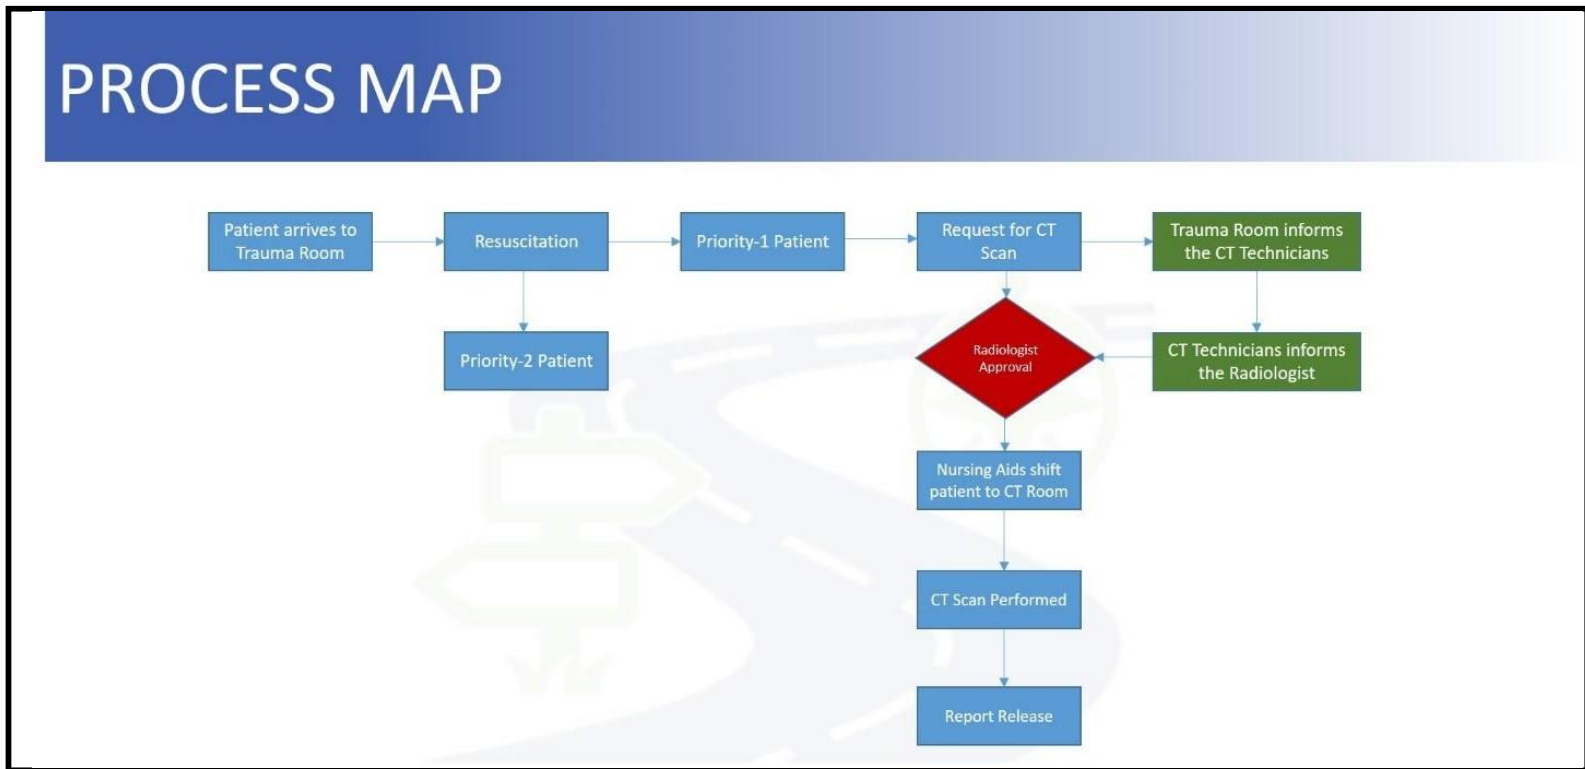 PROCESS MAP
Patient arrives to
Trauma Room
Resuscitation
Priority-1 Patient
Request for CT
Scan
Trauma Room informs
the CT Technicians
Priority-2 Patient
Radiologist
Approval
CT Technicians informs
the Radiologist
Nursing Aids shift
patient to CT Room
CT Scan Performed
Report Release